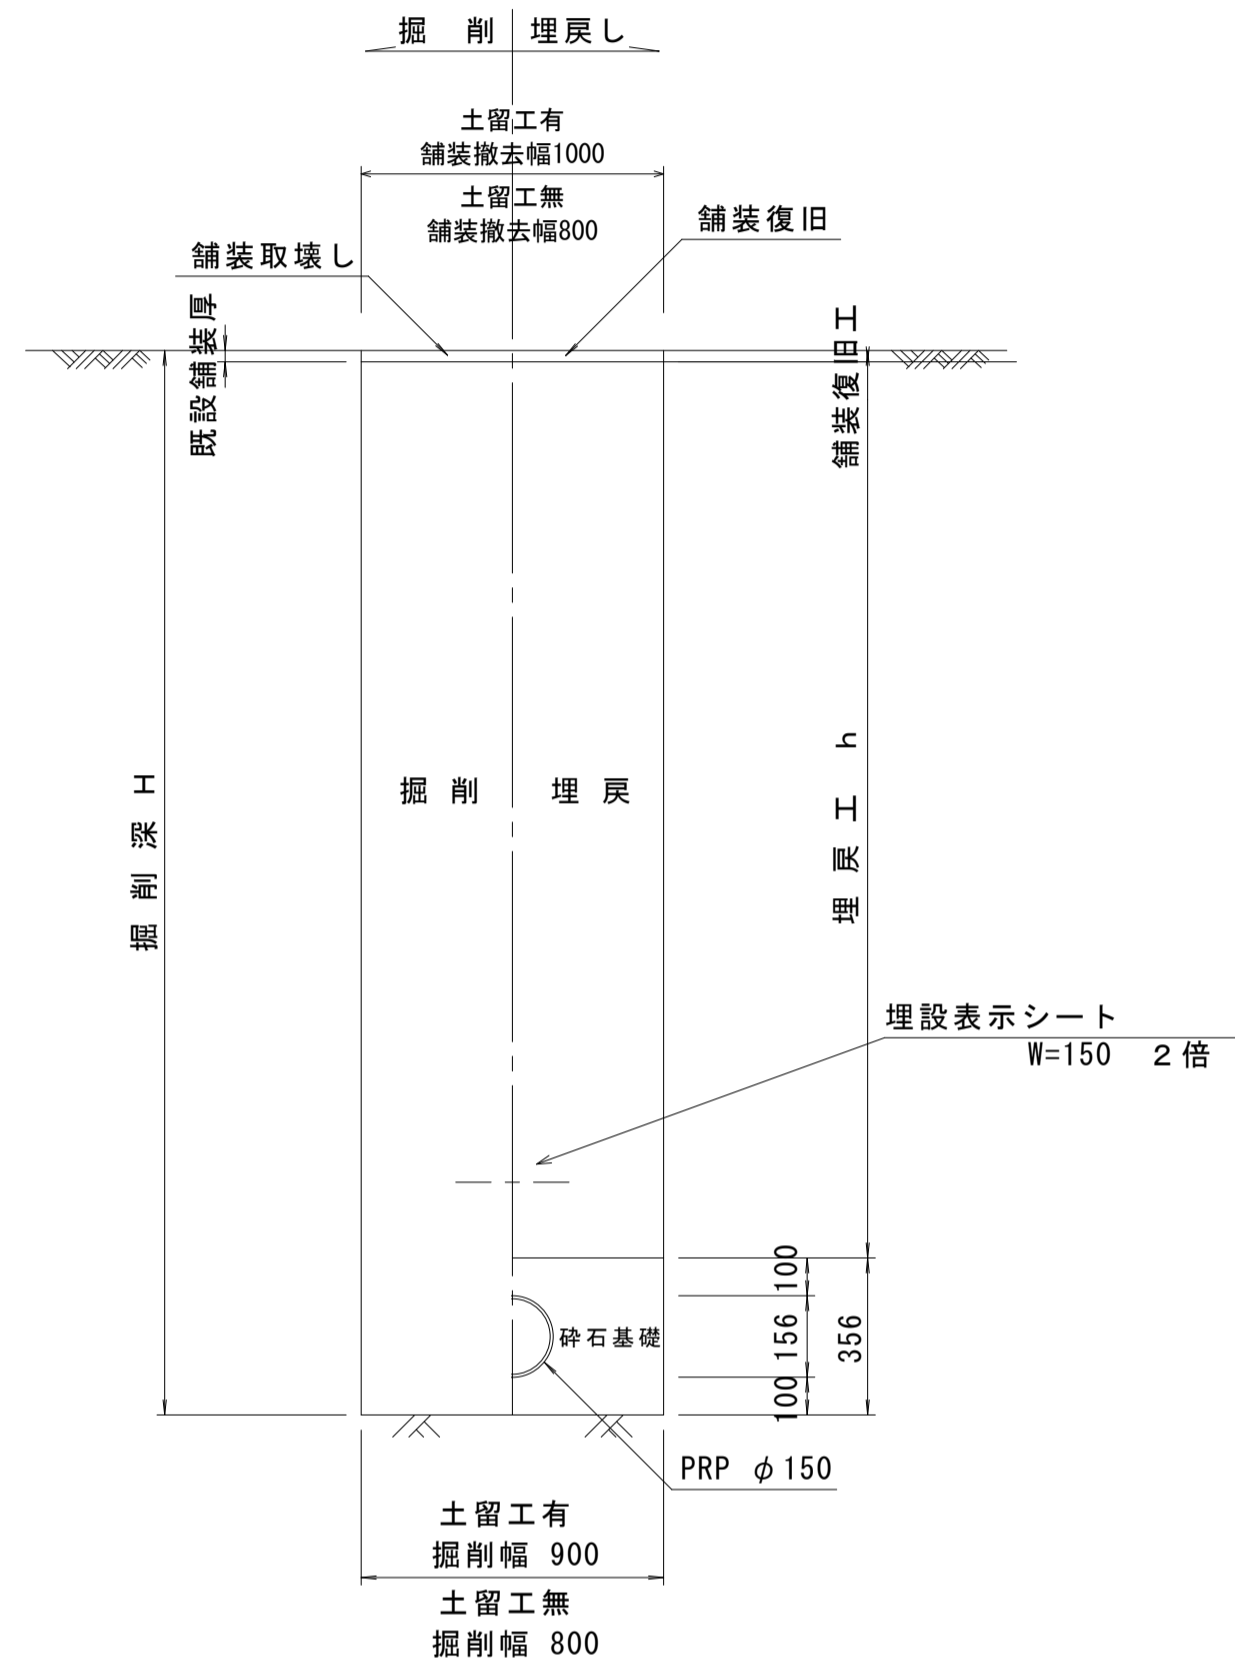 掘 削 埋戻し
土留工有
舗装撤去幅1000
土留工無
舗装撤去幅800
舗装取壊し
舗装復旧
既設舗装厚
舗装復旧工
掘削深 H
掘 削 埋 戻
埋戻工 h
埋設表示シート
W=150 2倍
100
156
100
356
砕石基礎
PRP φ150
土留工有
掘削幅 900
土留工無
掘削幅 800